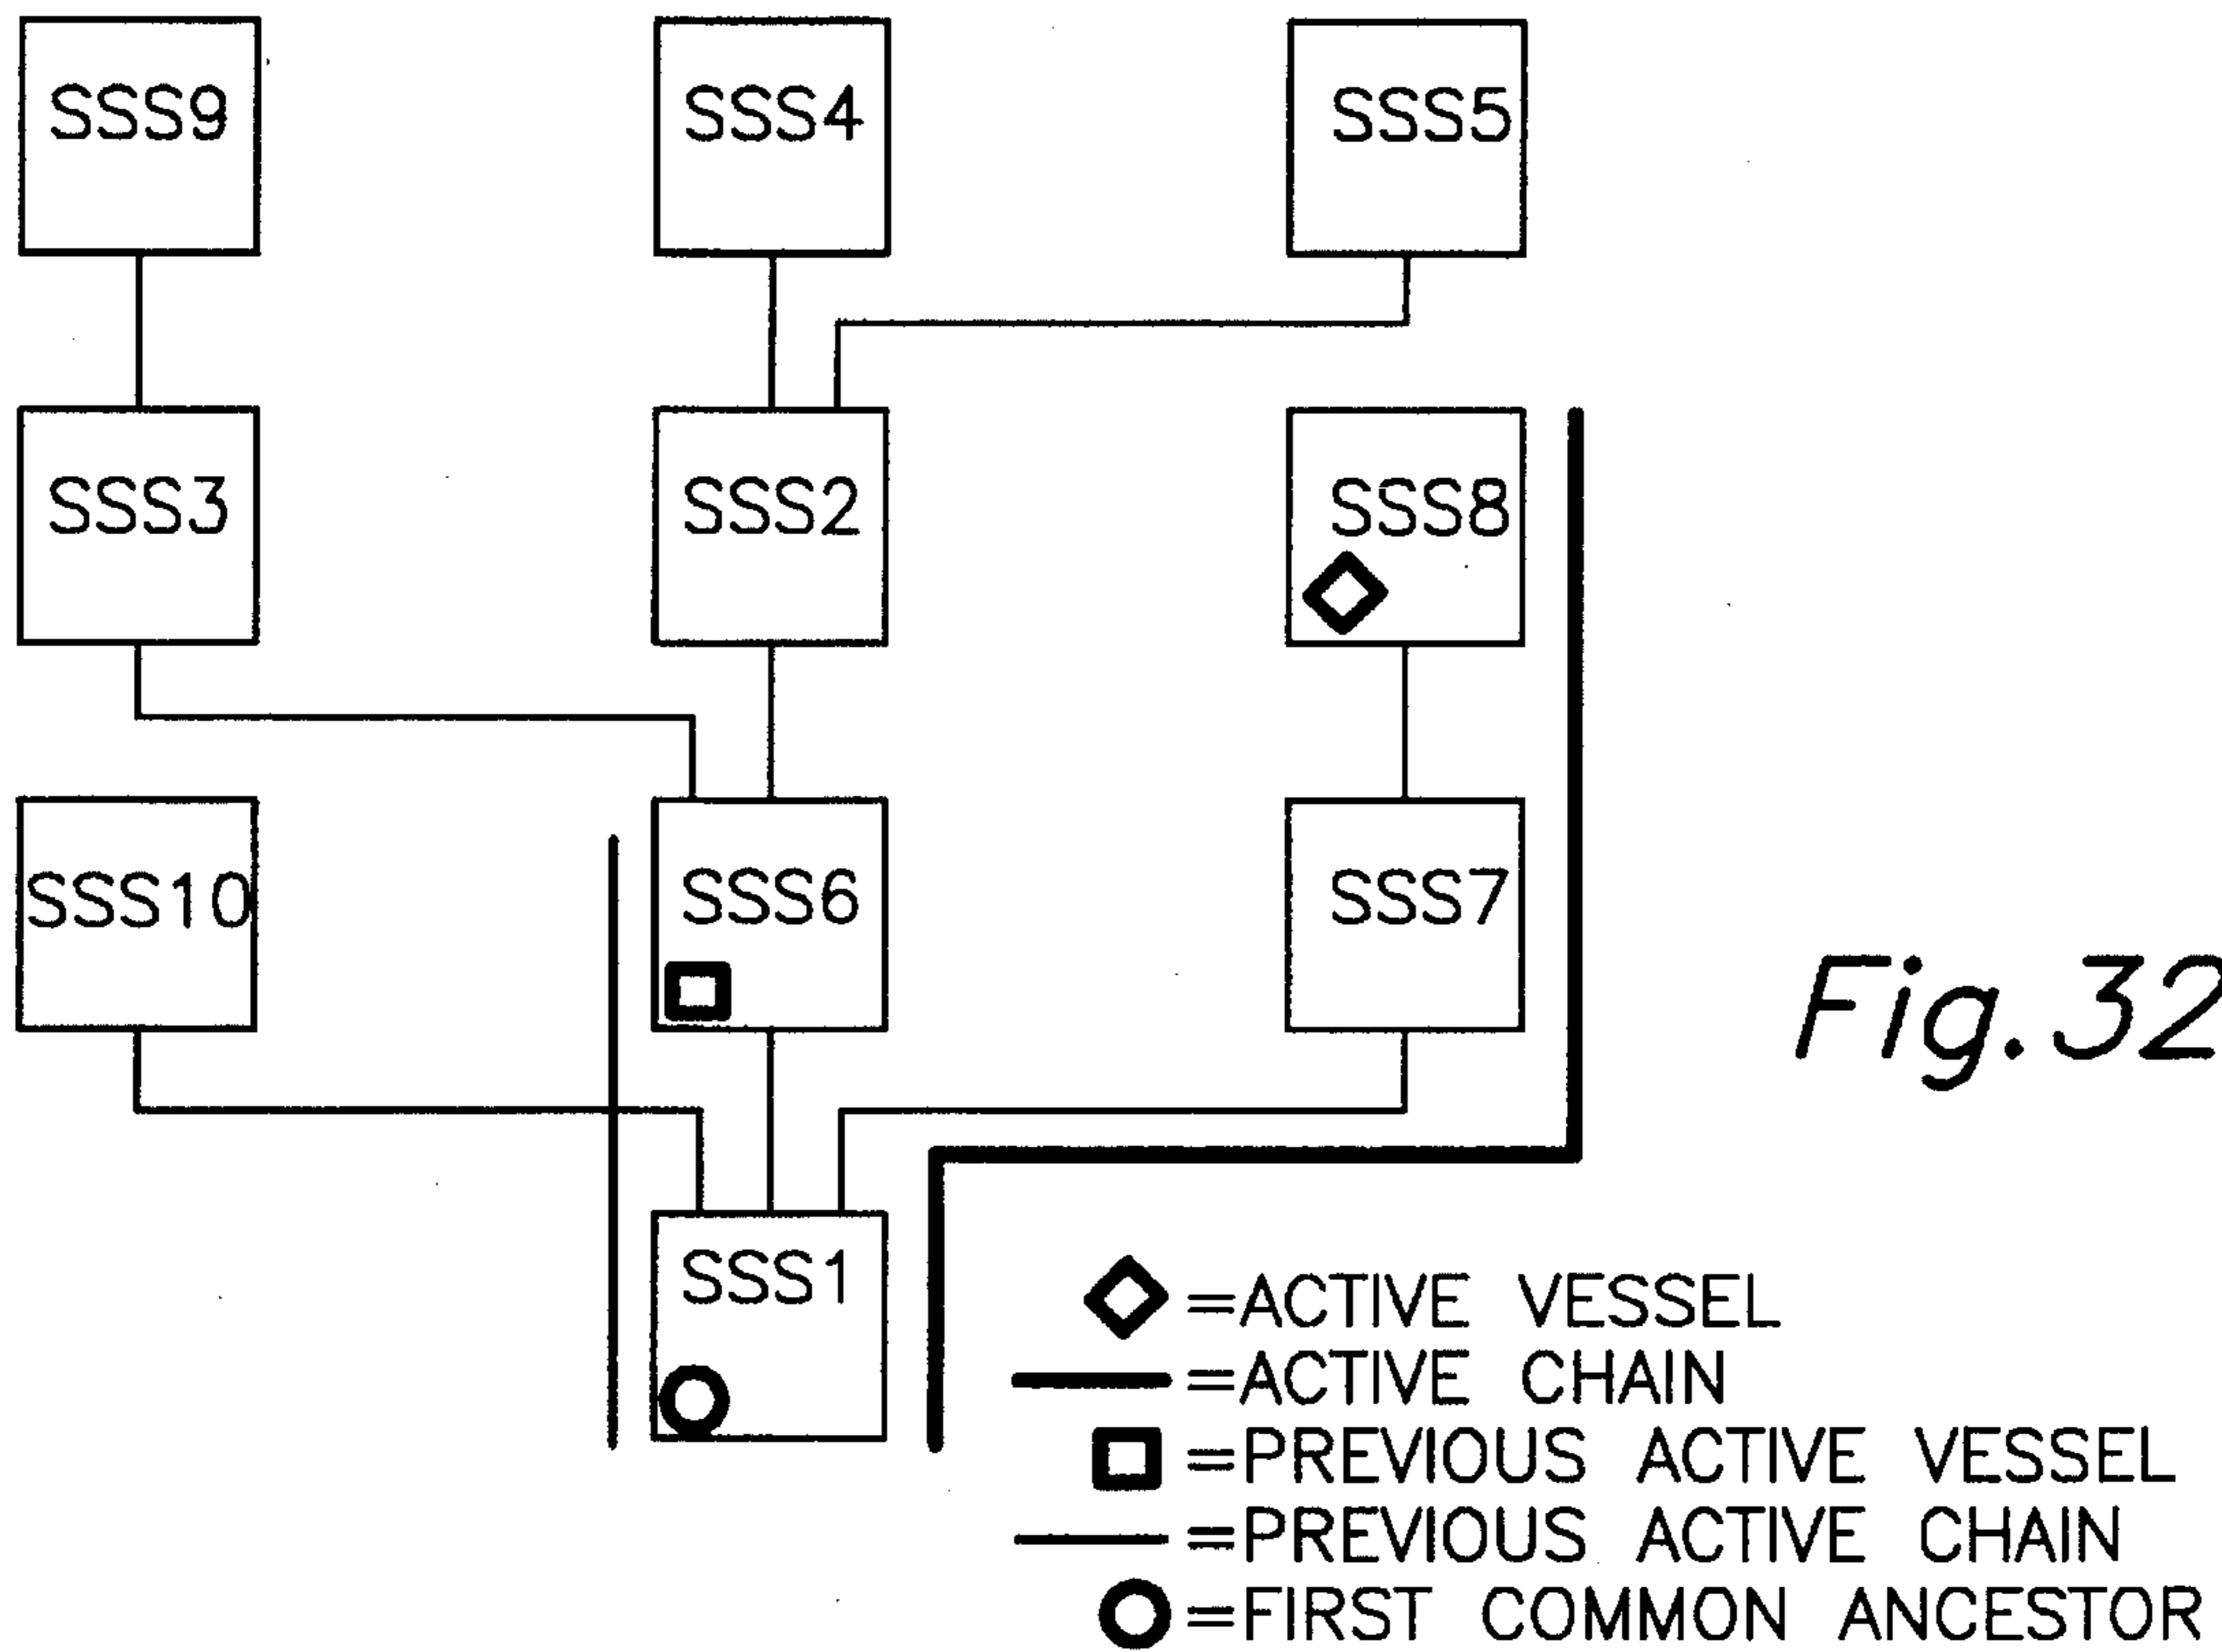 SSS9
SSS4
SSS5
SSS3
SSS2
SSS8
SSS10
SSS6
SSS7
Fig.32
SSS1
=ACTIVE VESSEL
=ACTIVE CHAIN
=PREVIOUS ACTIVE VESSEL
=PREVIOUS ACTIVE CHAIN
=FIRST COMMON ANCESTOR